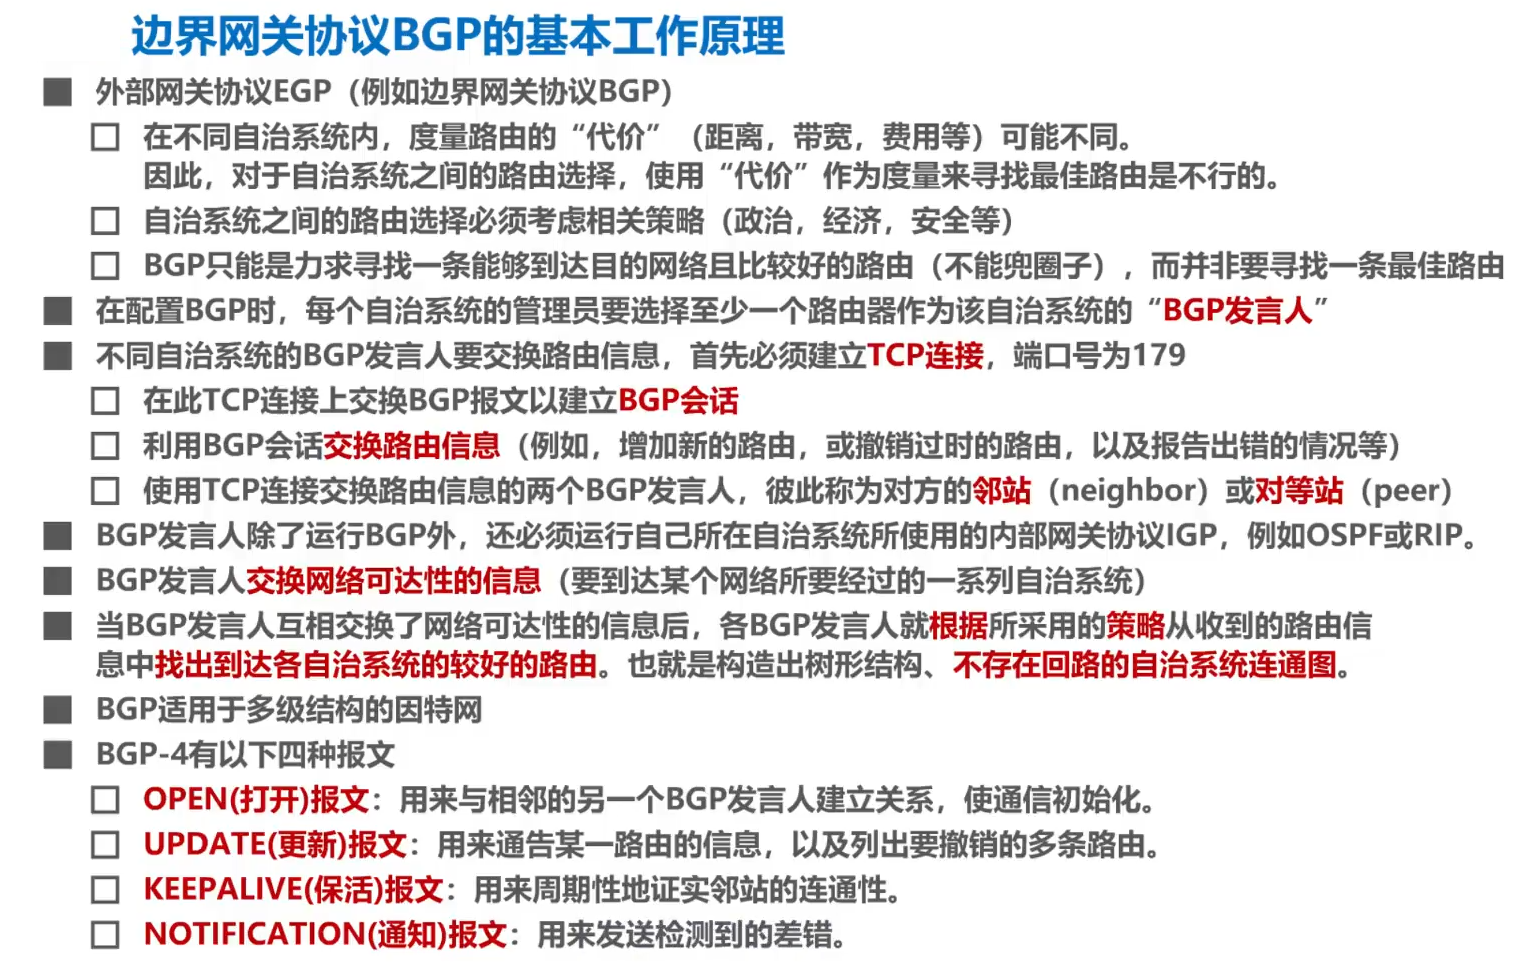 边界网关协议BGP的基本工作原理
外部网关协议EGP（例如边界网关协议BGP）
在不同自治系统内，度量路由的“代价”（距离，带宽，费用等）可能不同。
因此，对于自治系统之间的路由选择，使用“代价”作为度量来寻找最佳路由是不行的。
自治系统之间的路由选择必须考虑相关策略（政治，经济，安全等）
BGP只能是力求寻找一条能够到达目的网络且比较好的路由（不能兜圈子），而并非要寻找一条最佳路由
在配置BGP时，每个自治系统的管理员要选择至少一个路由器作为该自治系统的“BGP发言人”
不同自治系统的BGP发言人要交换路由信息，首先必须建立TCP连接，端口号为179
在此TCP连接上交换BGP报文以建立BGP会话
利用BGP会话交换路由信息（例如，增加新的路由，或撤销过时的路由，以及报告出错的情况等）
使用TCP连接交换路由信息的两个BGP发言人，彼此称为对方的邻站（neighbor）或对等站（peer）
BGP发言人除了运行BGP外，还必须运行自己所在自治系统所使用的内部网关协议IGP，例如OSPF或RIP。
BGP发言人交换网络可达性的信息（要到达某个网络所要经过的一系列自治系统）
当BGP发言人互相交换了网络可达性的信息后，各BGP发言人就根据所采用的策略从收到的路由信
息中找出到达各自治系统的较好的路由。也就是构造出树形结构、不存在回路的自治系统连通图。
BGP适用于多级结构的因特网
BGP-4有以下四种报文
OPEN(打开)报文：用来与相邻的另一个BGP发言人建立关系，使通信初始化。
UPDATE(更新)报文：用来通告某一路由的信息，以及列出要撤销的多条路由。
KEEPALIVE(保活)报文：用来周期性地证实邻站的连通性。
NOTIFICATION(通知)报文：用来发送检测到的差错。